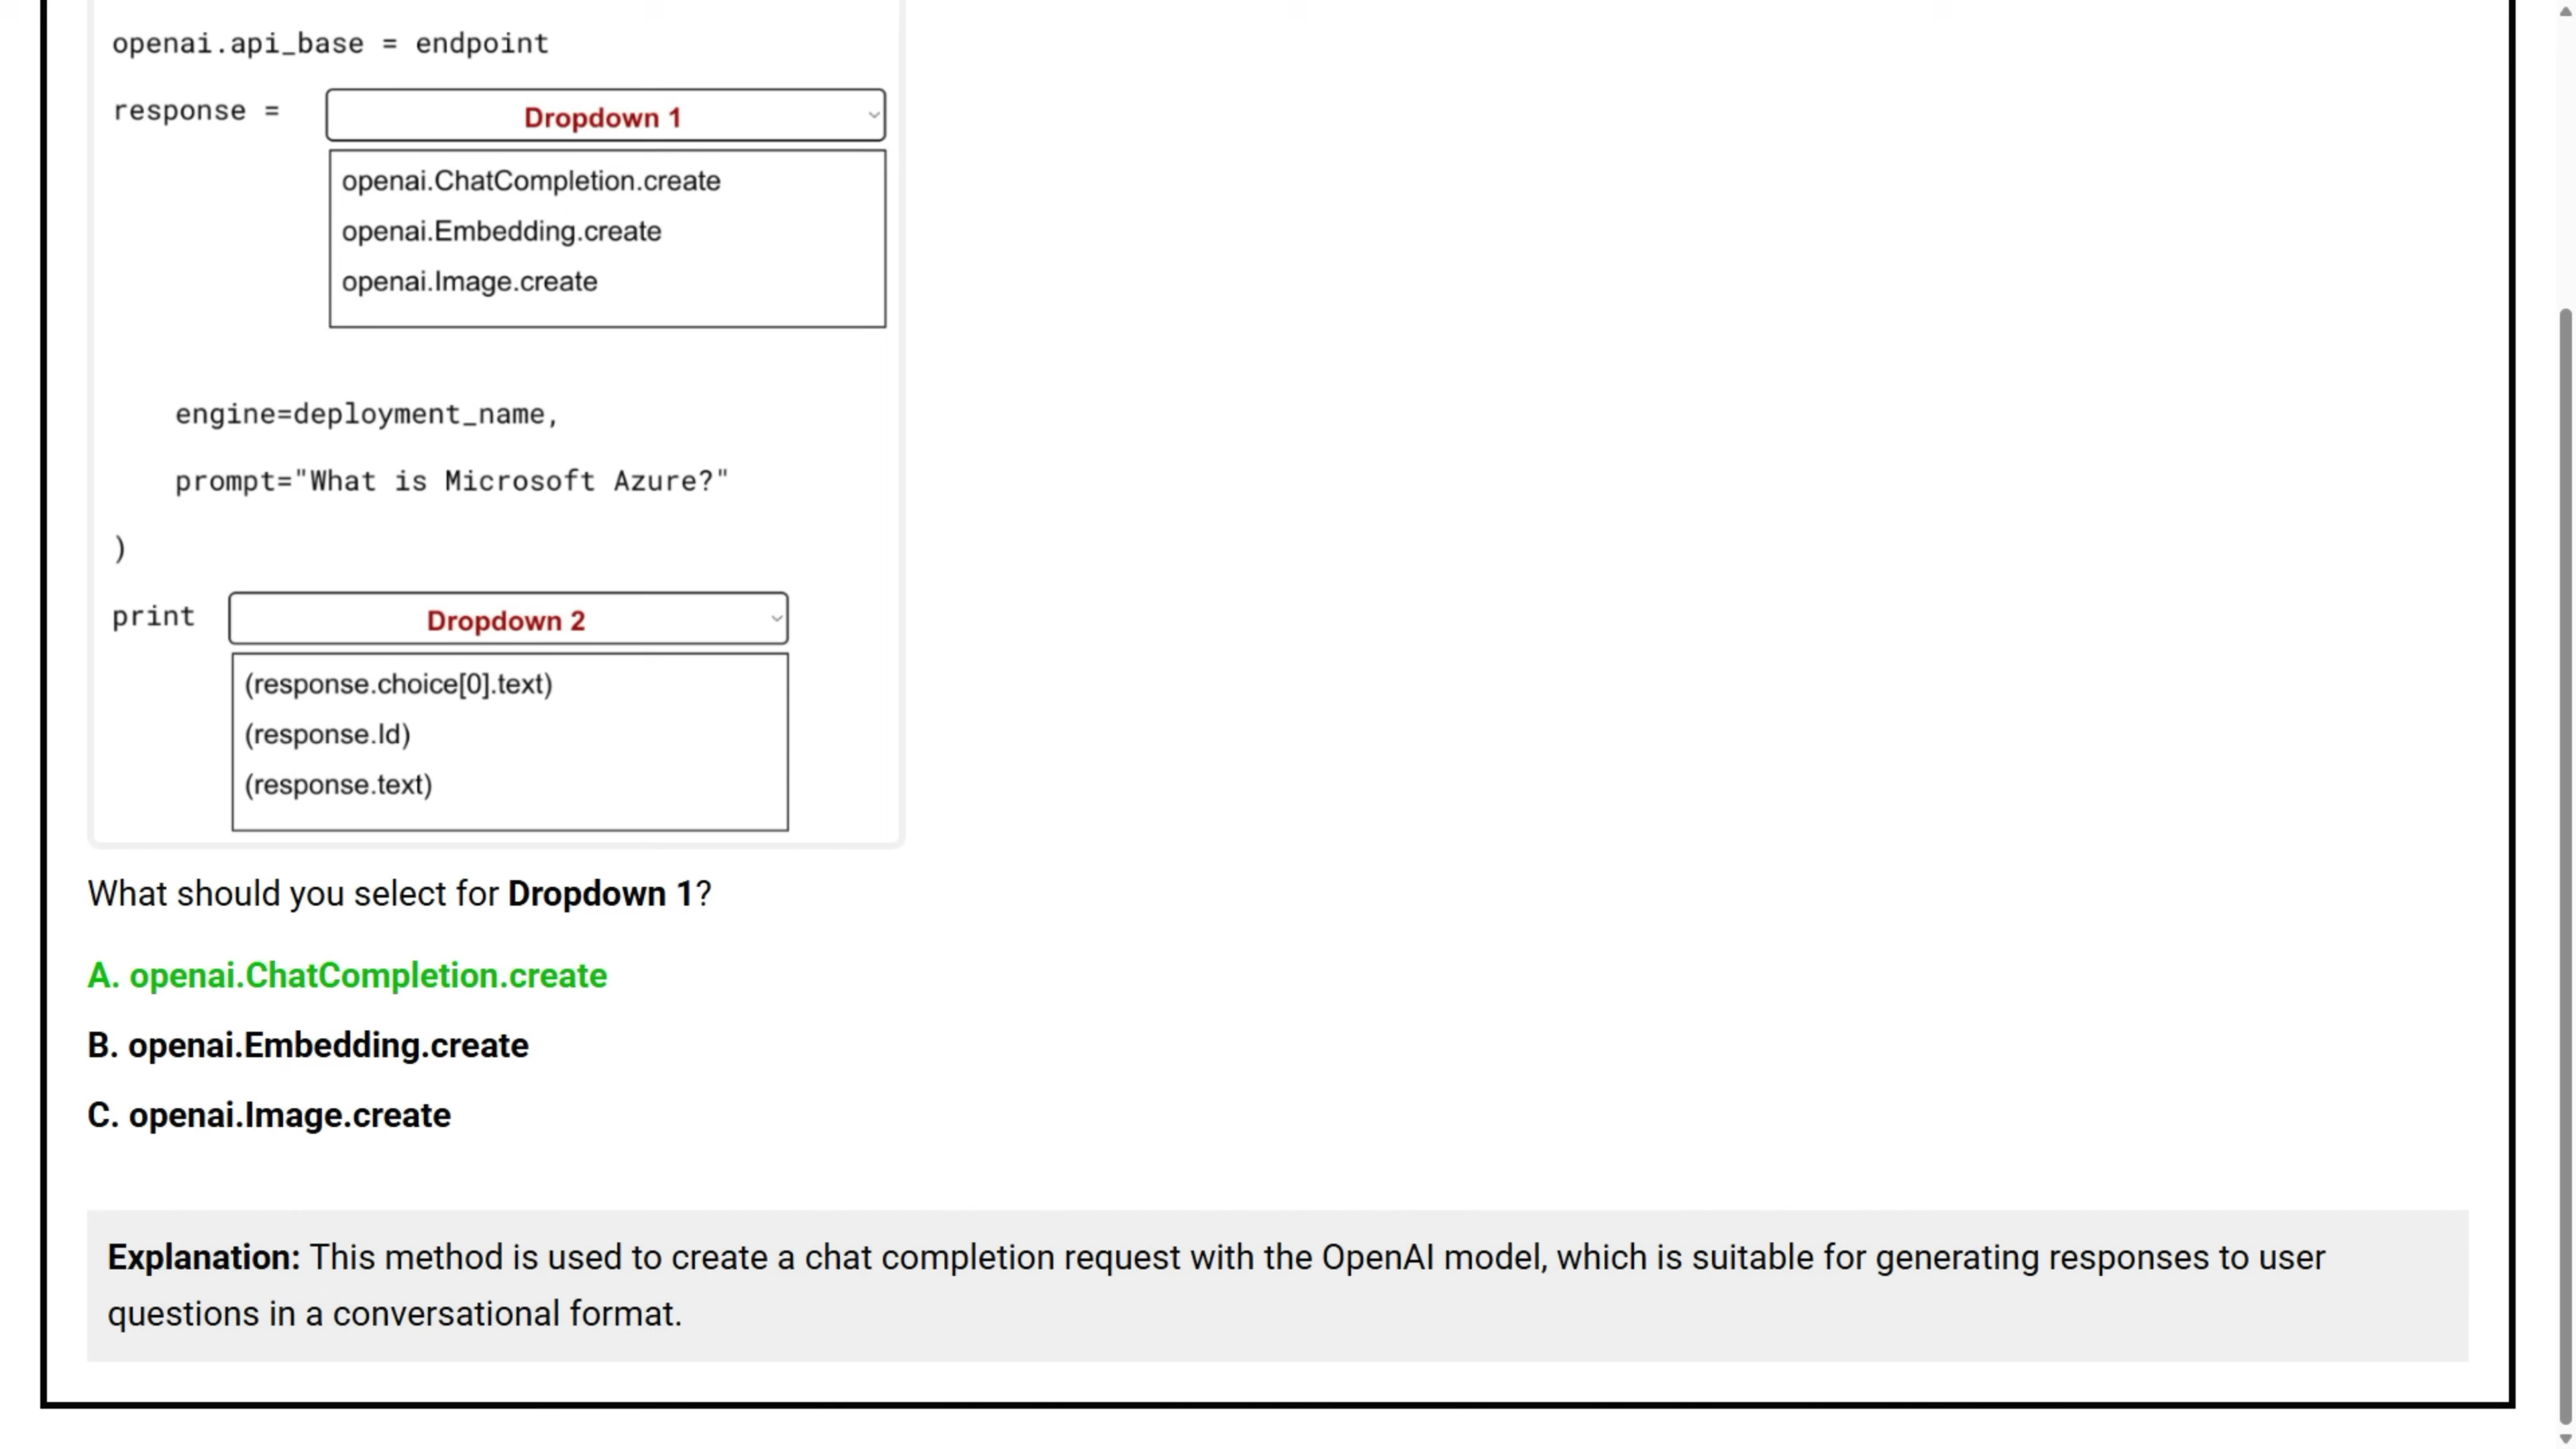 openai.api_base = endpoint
response =
Dropdown 1
openai.ChatCompletion.create
openai.Embedding.create
openai.Image.create
engine=deployment_name,
prompt="What is Microsoft Azure?"
)
print
Dropdown 2
(response.choice[0].text)
(response.Id)
(response.text)
What should you select for Dropdown 1?
A. openai.ChatCompletion.create
B. openai.Embedding.create
C. openai.Image.create
Explanation: This method is used to create a chat completion request with the OpenAI model, which is suitable for generating responses to user
questions in a conversational format.